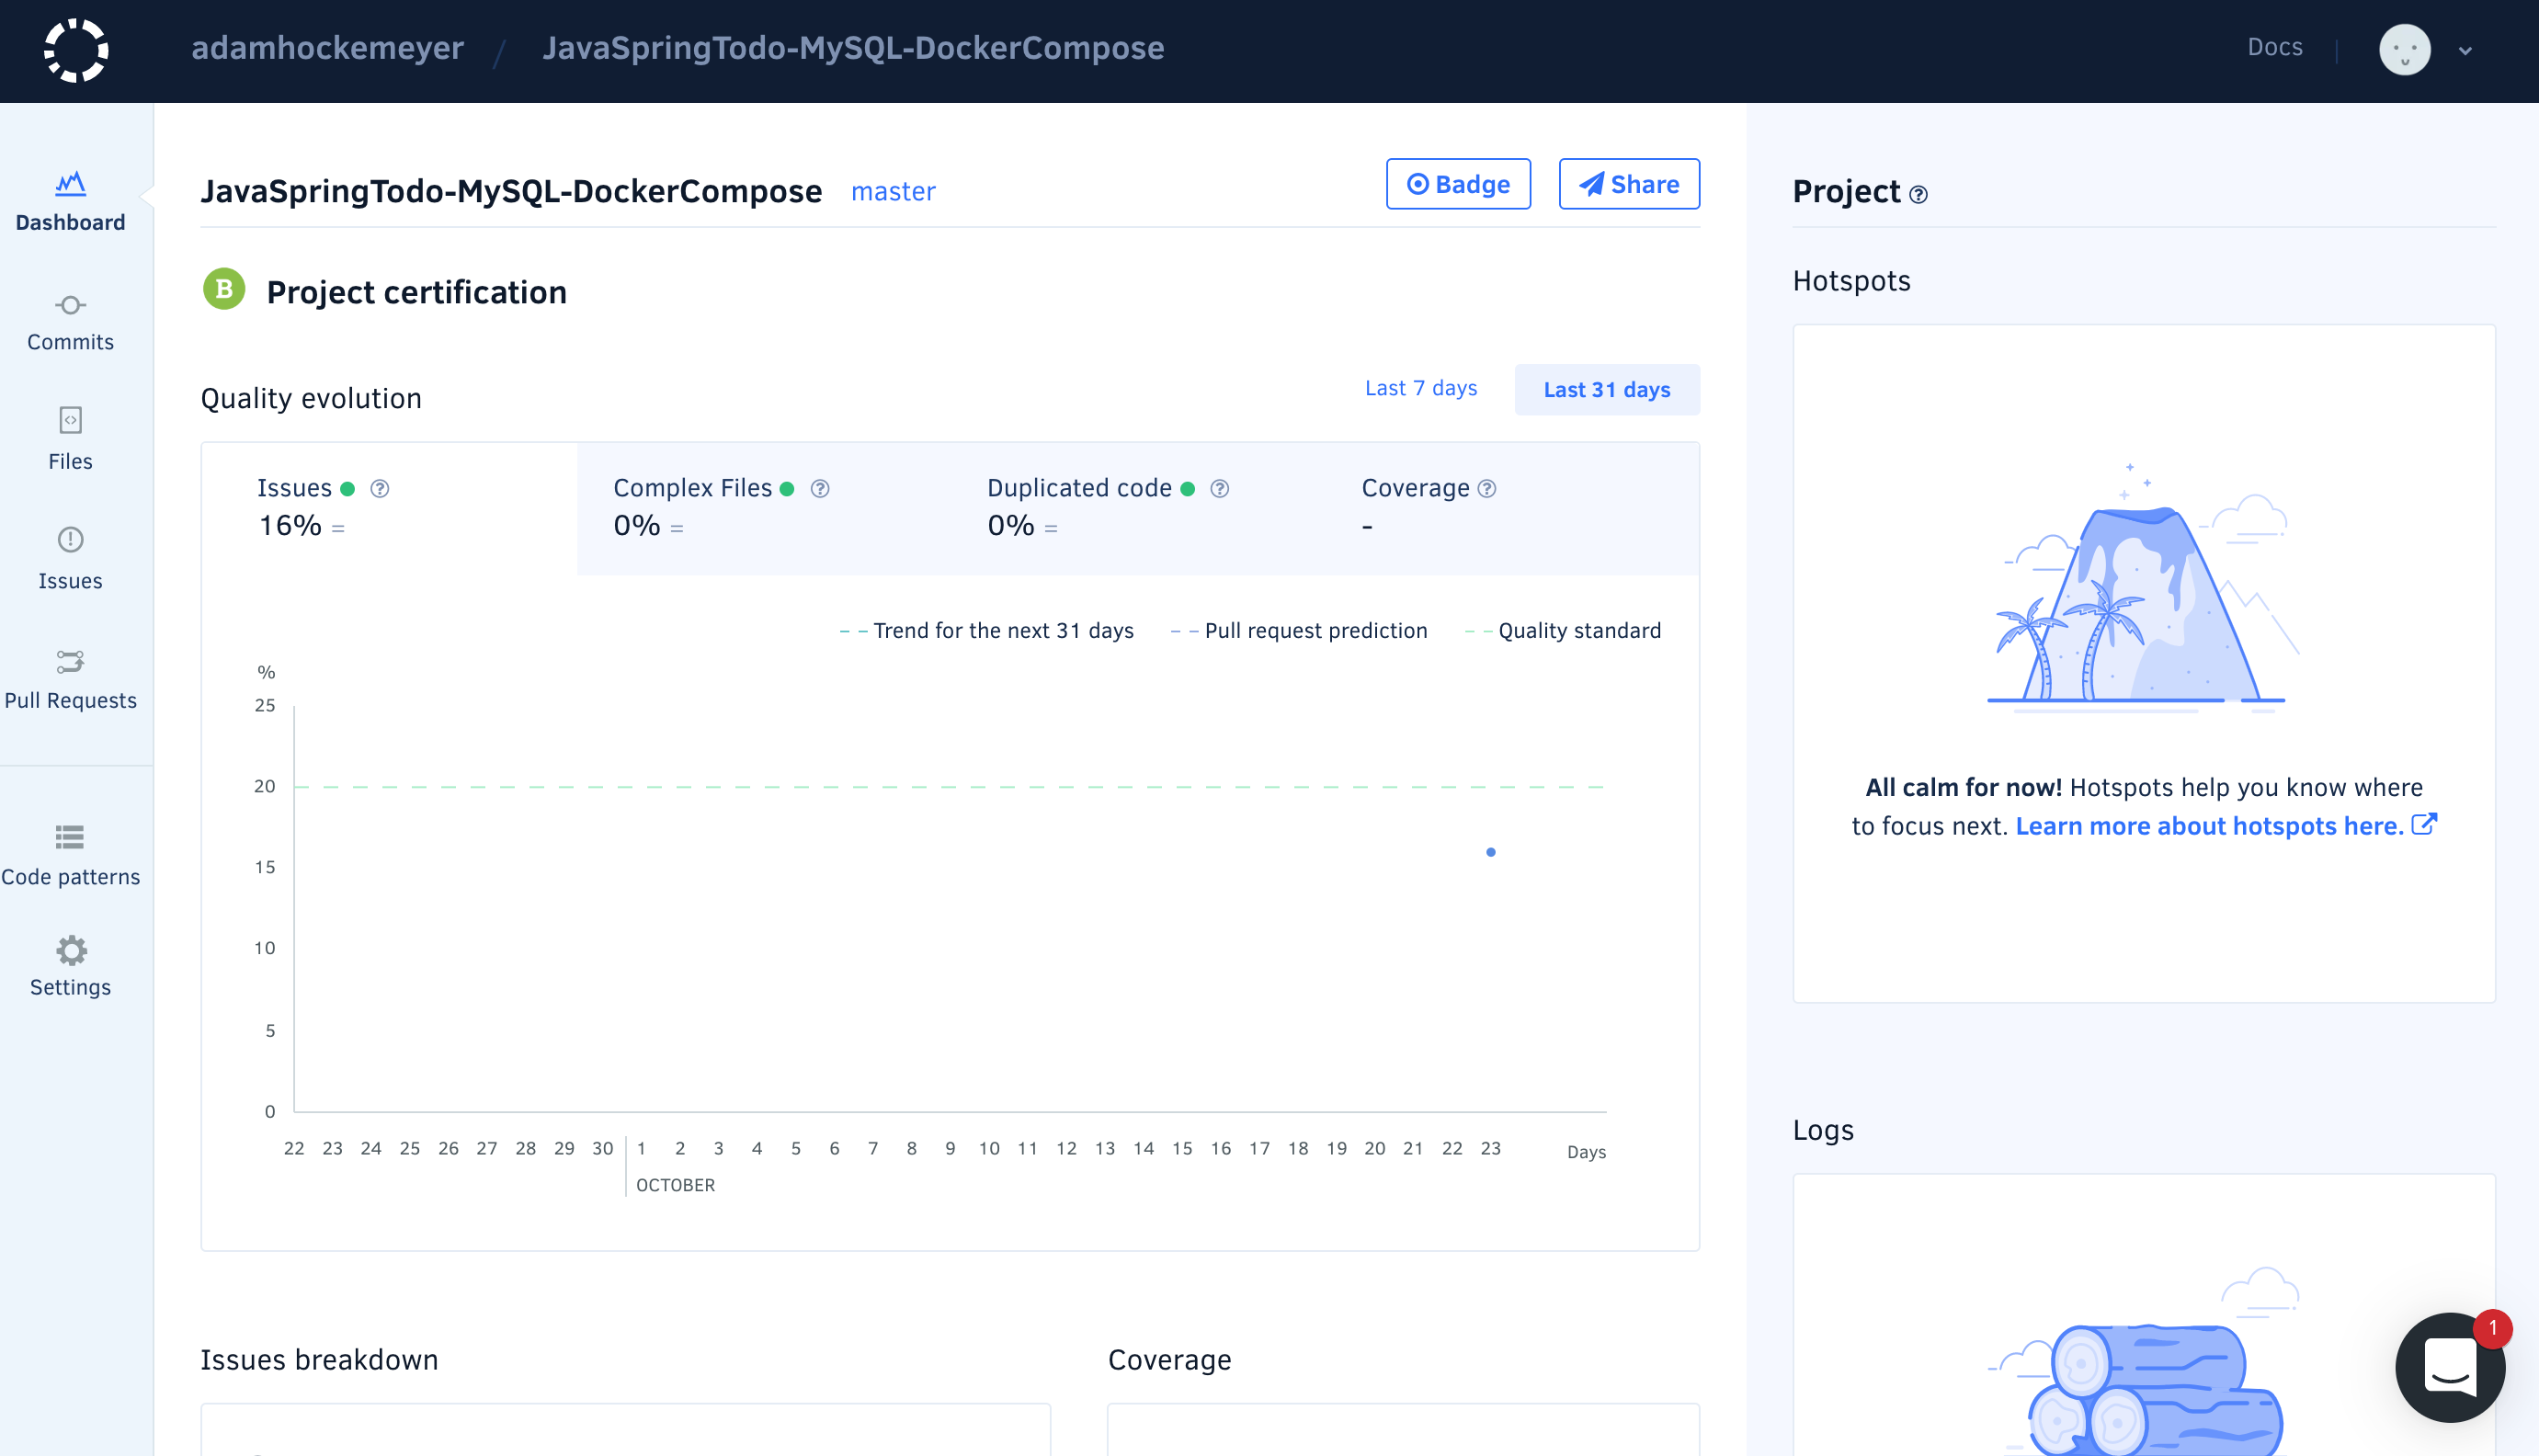 adamhockemeyer / JavaSpringTodo-MySQL-DockerCompose
Docs
Dashboard
Commits
Files
Issues
Pull Requests
Code patterns
Settings
JavaSpringTodo-MySQL-DockerCompose master
Badge
Share
B Project certification
Quality evolution
Last 7 days
Last 31 days
Issues ?
16% =
Complex Files ?
0% =
Duplicated code ?
0% =
Coverage ?
-
Trend for the next 31 days
Pull request prediction
Quality standard
%
25
20
15
10
5
0
22 23 24 25 26 27 28 29 30 1 2 3 4 5 6 7 8 9 10 11 12 13 14 15 16 17 18 19 20 21 22 23 Days
OCTOBER
Issues breakdown
Coverage
Project ?
Hotspots
All calm for now! Hotspots help you know where
to focus next. Learn more about hotspots here.
Logs
1